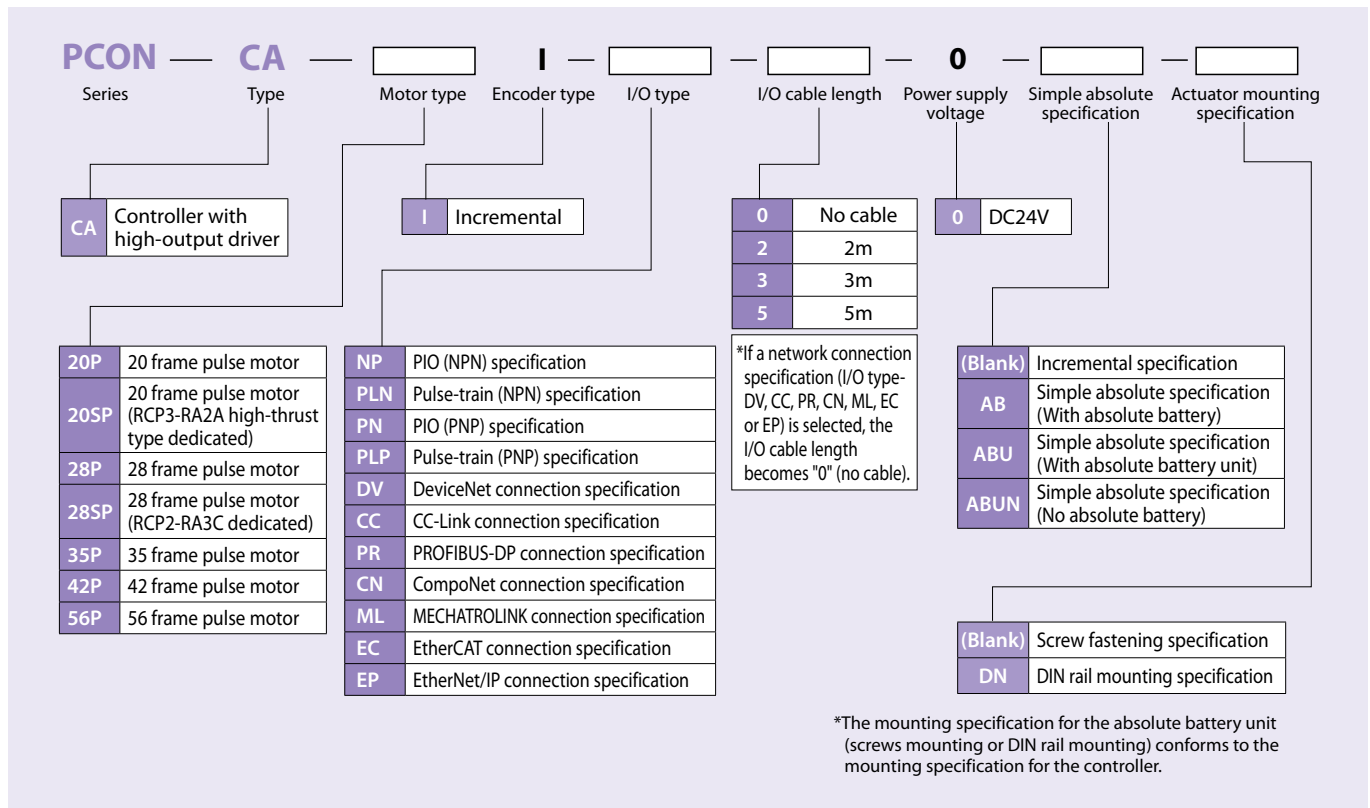 PCON — CA — I — — — 0 — —
Series Type Motor type Encoder type I/O type I/O cable length Power supply voltage Simple absolute specification Actuator mounting specification
CA Controller with
high-output driver
I Incremental
0 No cable
2 2m
3 3m
5 5m
0 DC24V
*If a network connection
specification (I/O type-
DV, CC, PR, CN, ML, EC
or EP) is selected, the
I/O cable length
becomes "0" (no cable).
20P 20 frame pulse motor
20SP 20 frame pulse motor
(RCP3-RA2A high-thrust
type dedicated)
28P 28 frame pulse motor
28SP 28 frame pulse motor
(RCP2-RA3C dedicated)
35P 35 frame pulse motor
42P 42 frame pulse motor
56P 56 frame pulse motor
NP PIO (NPN) specification
PLN Pulse-train (NPN) specification
PN PIO (PNP) specification
PLP Pulse-train (PNP) specification
DV DeviceNet connection specification
CC CC-Link connection specification
PR PROFIBUS-DP connection specification
CN CompoNet connection specification
ML MECHATROLINK connection specification
EC EtherCAT connection specification
EP EtherNet/IP connection specification
(Blank) Incremental specification
AB Simple absolute specification
(With absolute battery)
ABU Simple absolute specification
(With absolute battery unit)
ABUN Simple absolute specification
(No absolute battery)
(Blank) Screw fastening specification
DN DIN rail mounting specification
*The mounting specification for the absolute battery unit
(screws mounting or DIN rail mounting) conforms to the
mounting specification for the controller.